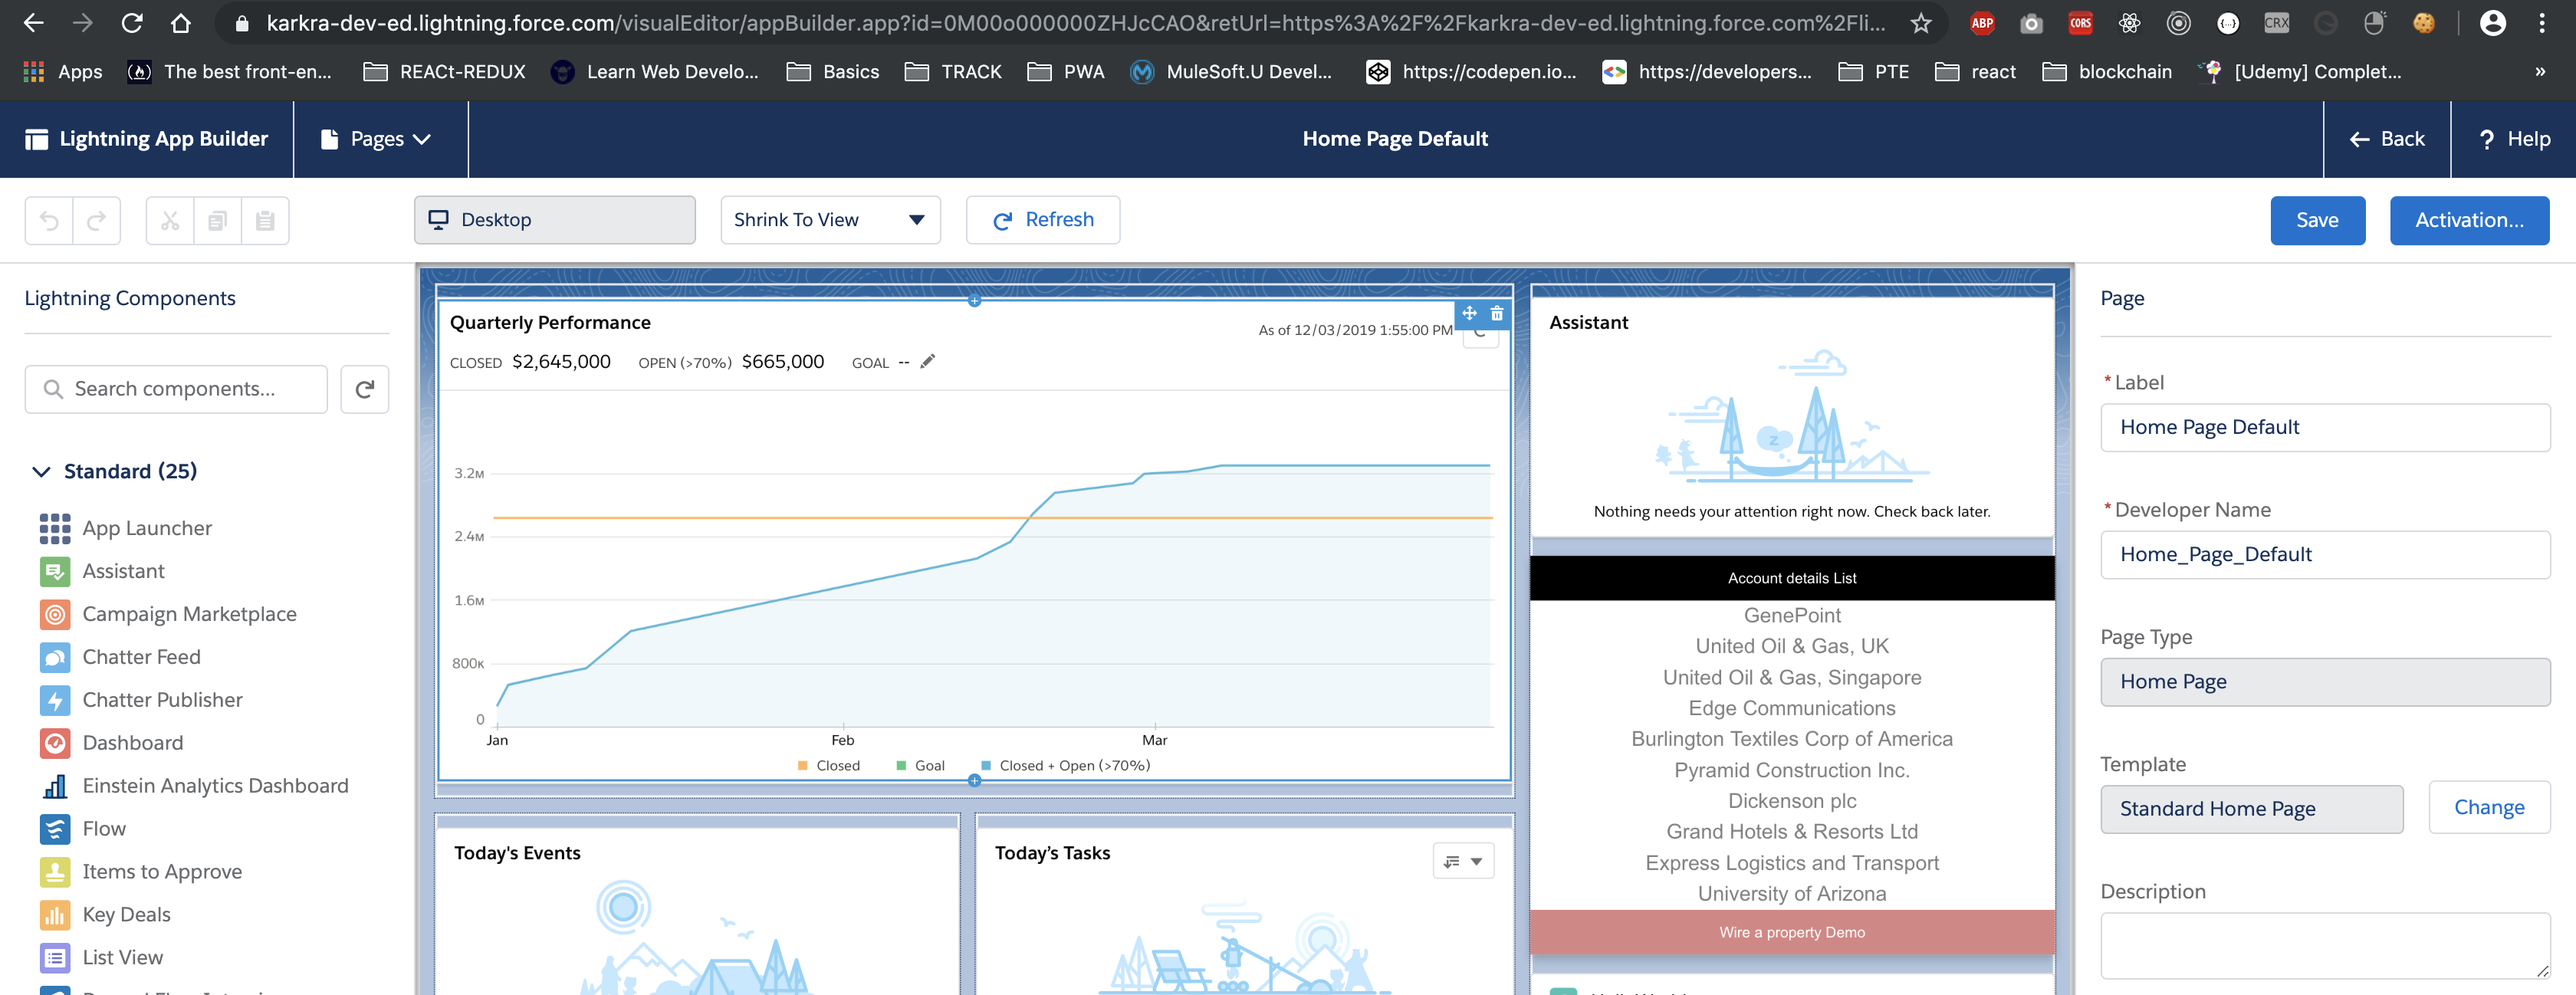 karkra-dev-ed.lightning.force.com/visualEditor/appBuilder.app?id=0M00o000000ZHJcCAO&retUrl=https%3A%2F%2Fkarkra-dev-ed.lightning.force.com%2Fli...
ABP
CORS
CRX
Apps
The best front-en...
REACt-REDUX
Learn Web Develo...
Basics
TRACK
PWA
MuleSoft.U Devel...
https://codepen.io...
https://developers...
PTE
react
blockchain
[Udemy] Complet...
»
Lightning App Builder
Pages
Home Page Default
Back
? Help
Desktop
Shrink To View
Refresh
Save
Activation...
Lightning Components
Search components...
Standard (25)
App Launcher
Assistant
Campaign Marketplace
Chatter Feed
Chatter Publisher
Dashboard
Einstein Analytics Dashboard
Flow
Items to Approve
Key Deals
List View
Quarterly Performance
As of 12/03/2019 1:55:00 PM
CLOSED $2,645,000 OPEN (>70%) $665,000 GOAL --
3.2M
2.4M
1.6M
800K
0
Jan Feb Mar
Closed Goal Closed + Open (>70%)
Today's Events
Today’s Tasks
Assistant
z
Nothing needs your attention right now. Check back later.
Account details List
GenePoint
United Oil & Gas, UK
United Oil & Gas, Singapore
Edge Communications
Burlington Textiles Corp of America
Pyramid Construction Inc.
Dickenson plc
Grand Hotels & Resorts Ltd
Express Logistics and Transport
University of Arizona
Wire a property Demo
Page
*Label
Home Page Default
*Developer Name
Home_Page_Default
Page Type
Home Page
Template
Standard Home Page
Change
Description